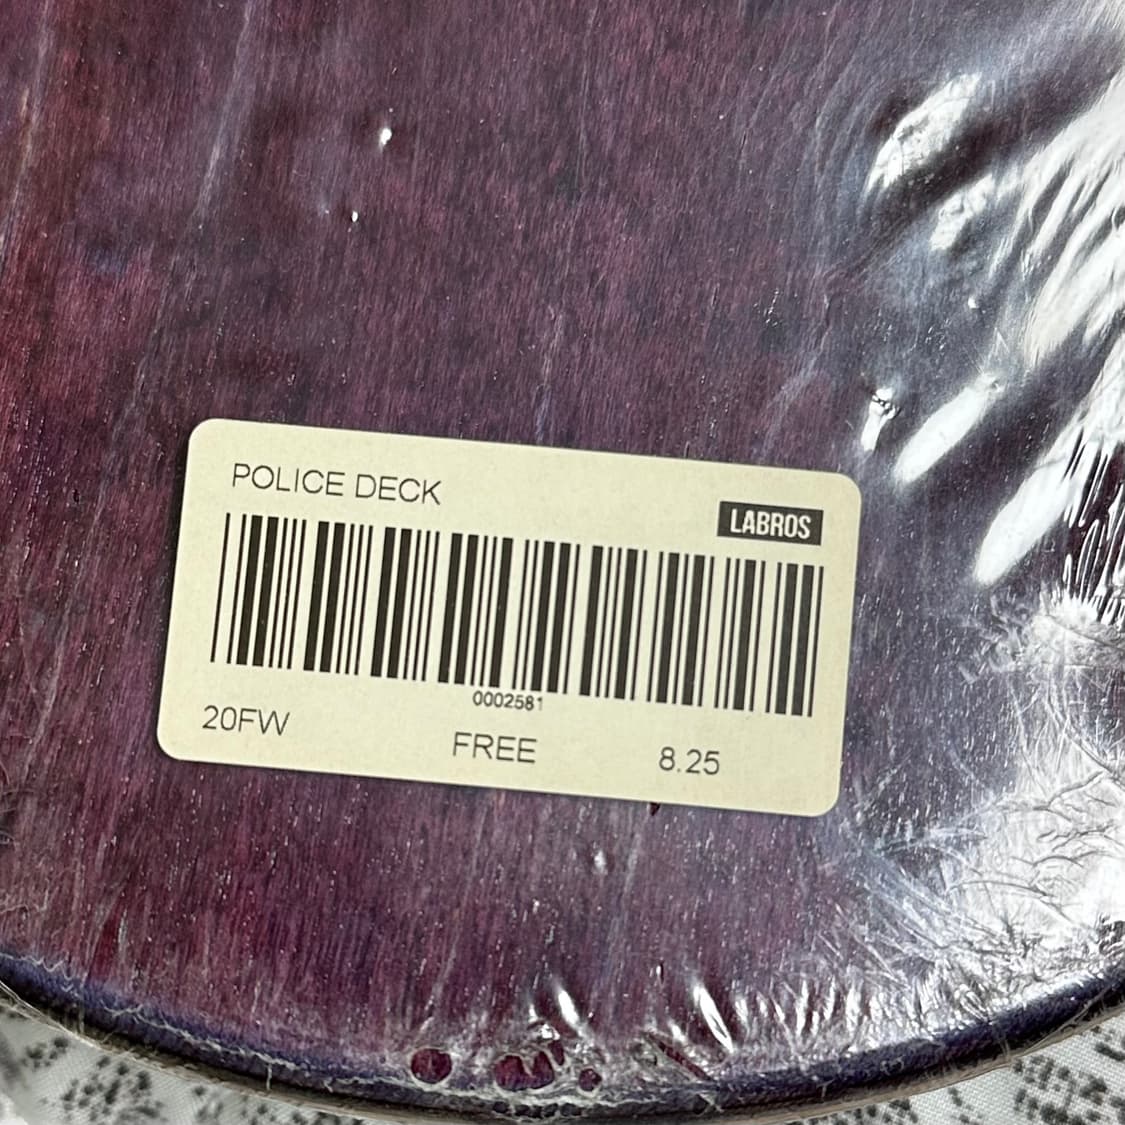 POLICE DECK
LABROS
0002581
20FW
FREE
8.25